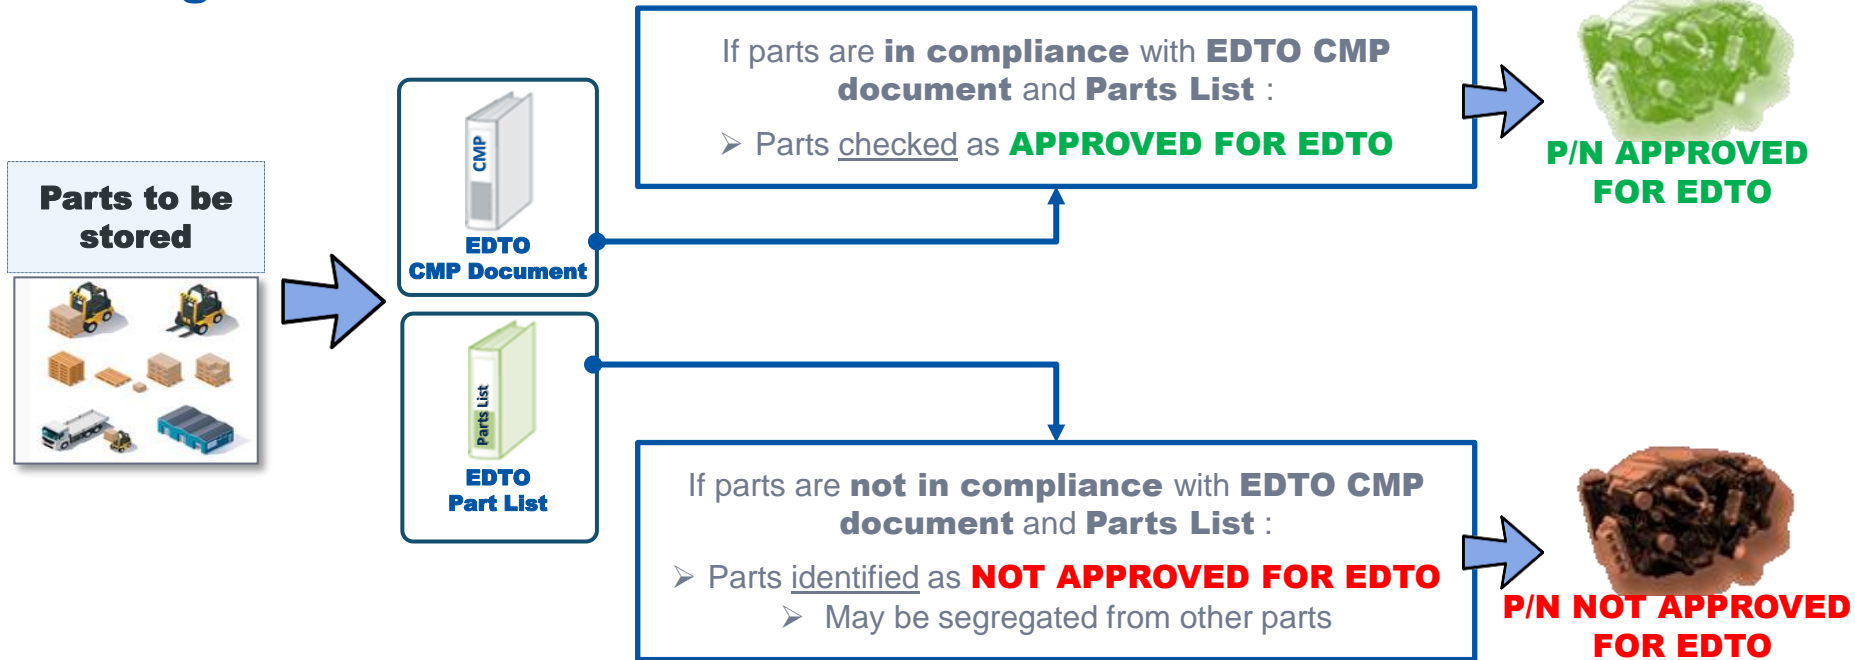 Parts to be
stored
CMP
EDTO
CMP Document
Parts List
EDTO
Part List
If parts are in compliance with EDTO CMP
document and Parts List :
➢ Parts checked as APPROVED FOR EDTO
P/N APPROVED
FOR EDTO
If parts are not in compliance with EDTO CMP
document and Parts List :
➢ Parts identified as NOT APPROVED FOR EDTO
➢ May be segregated from other parts
P/N NOT APPROVED
FOR EDTO